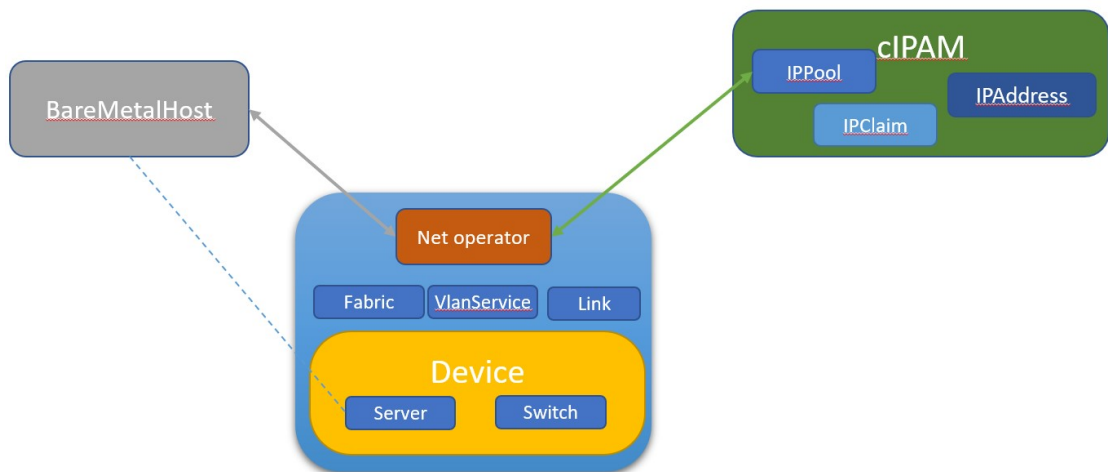 cIPAM
IPPool
BareMetalHost
IPAddress
IPClaim
Net operator
Fabric
VlanService
Link
Device
Server
Switch